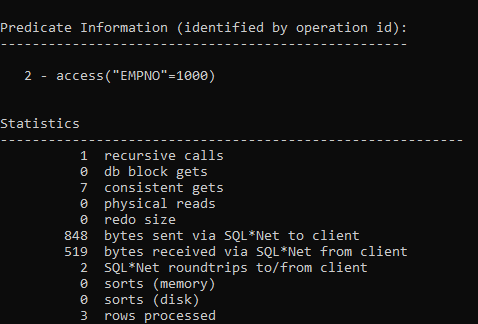 Predicate Information (identified by operation id):
---------------------------------------------------
2 - access("EMPNO"=1000)
Statistics
----------------------------------------------------------
1 recursive calls
0 db block gets
7 consistent gets
0 physical reads
0 redo size
848 bytes sent via SQL*Net to client
519 bytes received via SQL*Net from client
2 SQL*Net roundtrips to/from client
0 sorts (memory)
0 sorts (disk)
3 rows processed